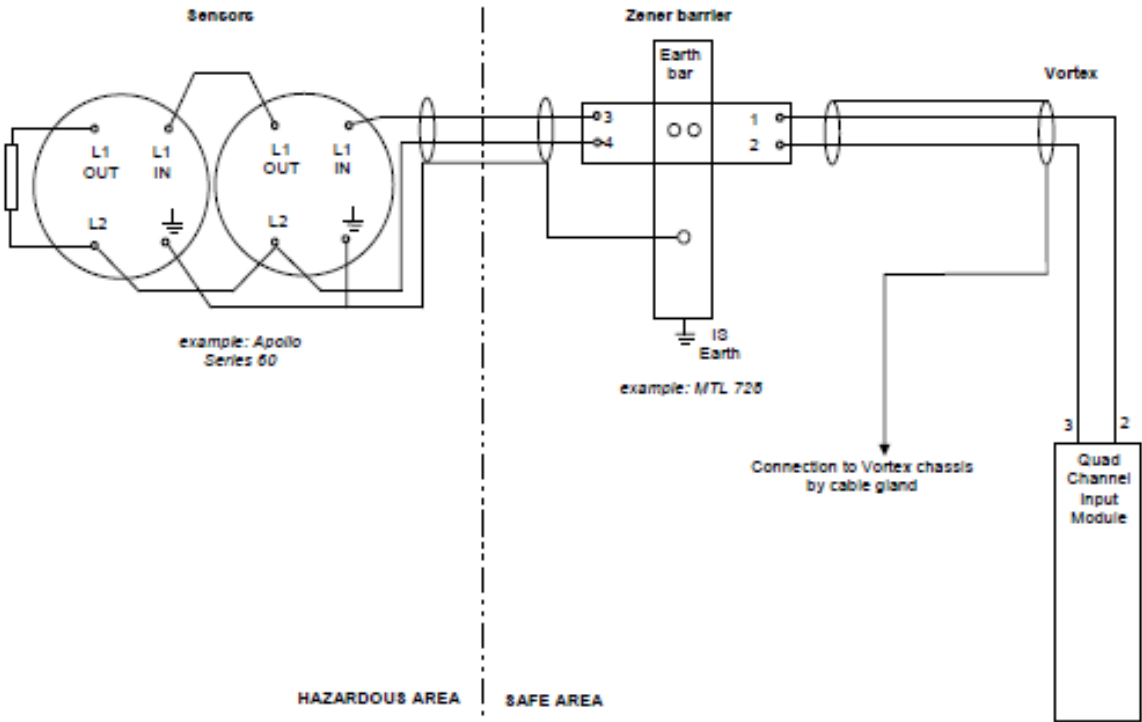 Sensors
Zener barrier
Earth
bar
Vortex
3
4
1
2
L1
OUT
L1
IN
L1
OUT
L1
IN
L2
L2
example: Apollo
Series 60
IS
Earth
example: MTL 728
Connection to Vortex chassis
by cable gland
3
2
Quad
Channel
Input
Module
HAZARDOUS AREA
SAFE AREA